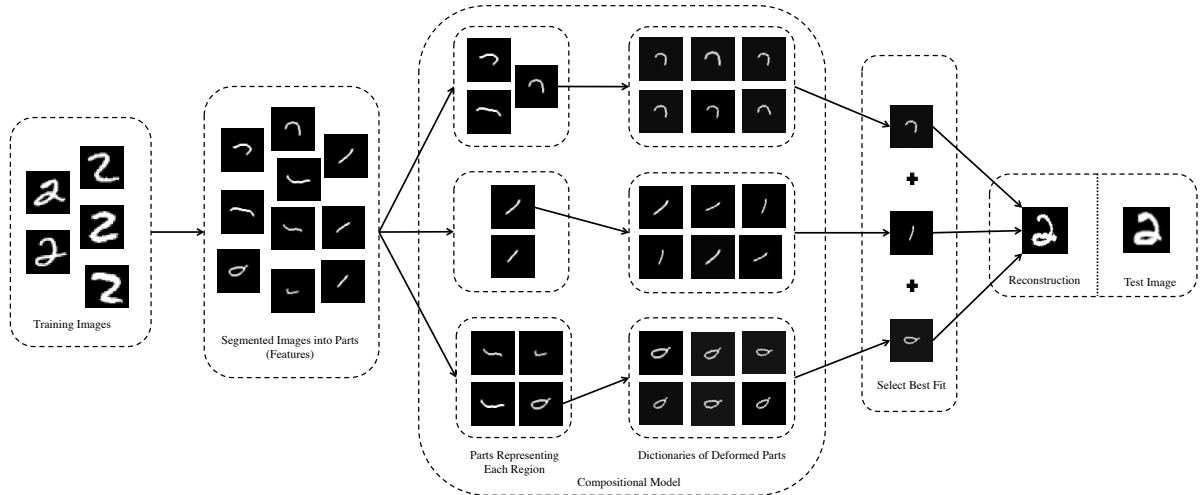 Training Images
Segmented Images into Parts
(Features)
Parts Representing
Each Region
Dictionaries of Deformed Parts
Compositional Model
Select Best Fit
Reconstruction
Test Image